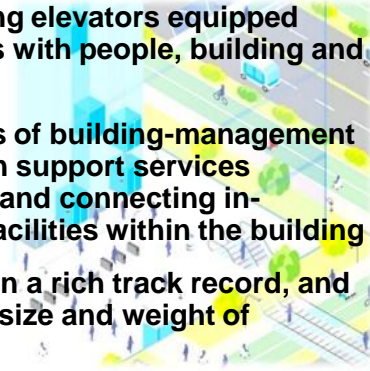 ng elevators equipped
s with people, building and
s of building-management
n support services
and connecting in-
acilities within the building
n a rich track record, and
size and weight of